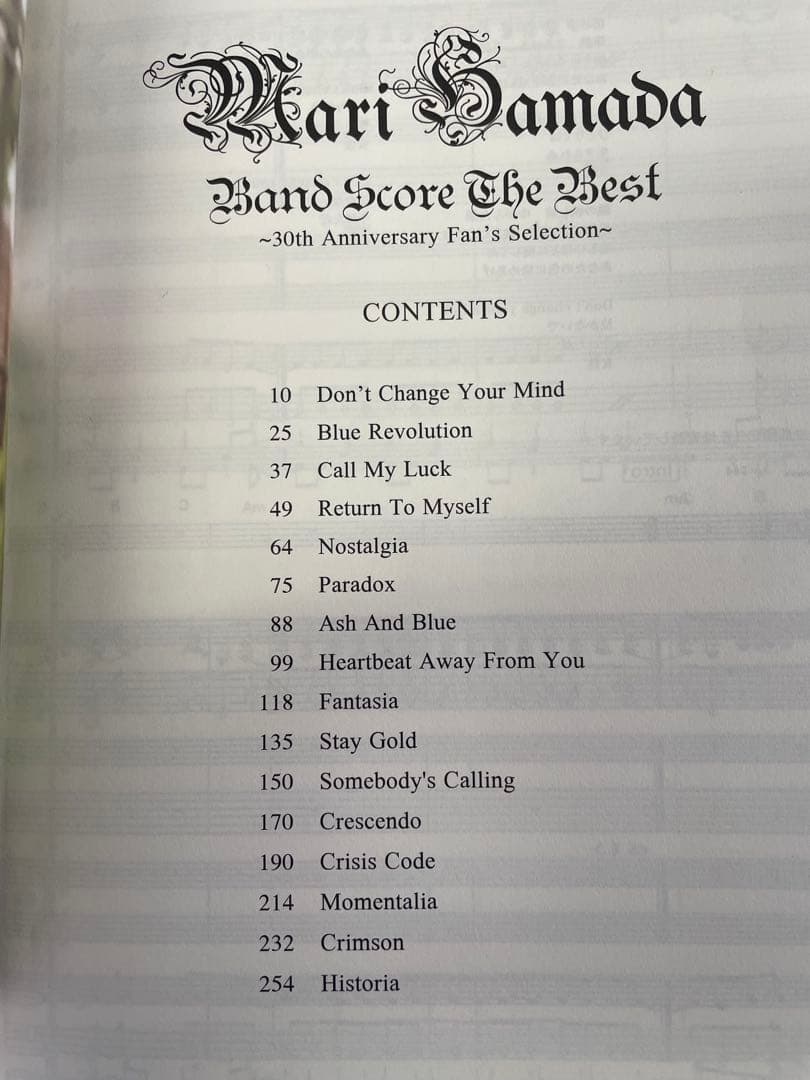 Mari Hamada
Band Score The Best
~30th Anniversary Fan's Selection~
CONTENTS
10 Don't Change Your Mind
25 Blue Revolution
37 Call My Luck
49 Return To Myself
64 Nostalgia
75 Paradox
88 Ash And Blue
99 Heartbeat Away From You
118 Fantasia
135 Stay Gold
150 Somebody's Calling
170 Crescendo
190 Crisis Code
214 Momentalia
232 Crimson
254 Historia